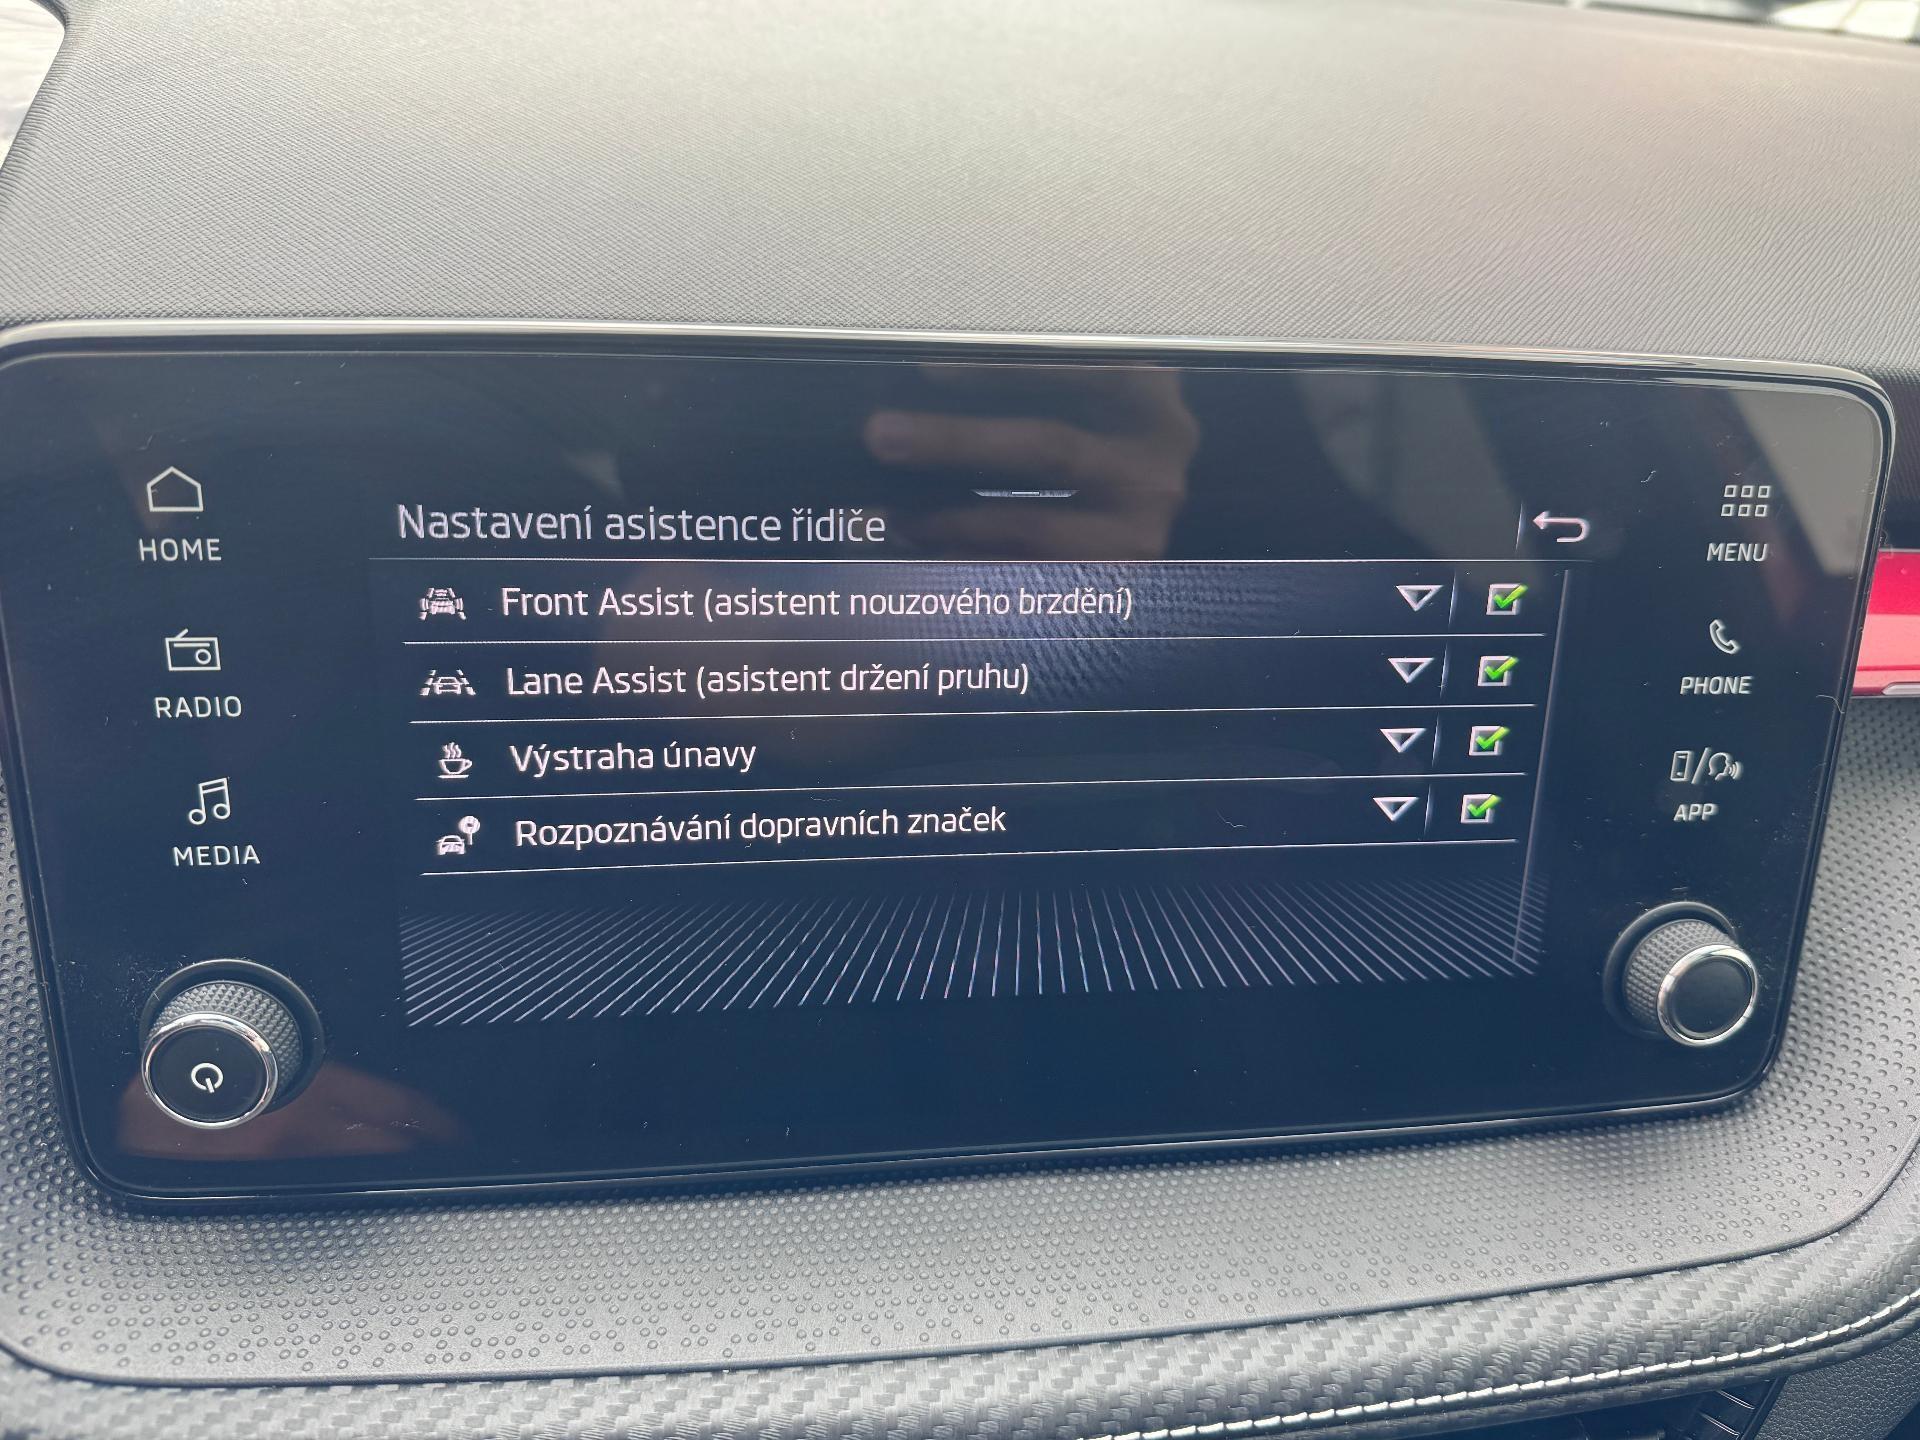 Nastavení asistence řidiče
Front Assist (asistent nouzového brzdění)
Lane Assist (asistent držení pruhu)
Výstraha únavy
Rozpoznávání dopravních značek
HOME
RADIO
MEDIA
MENU
PHONE
APP